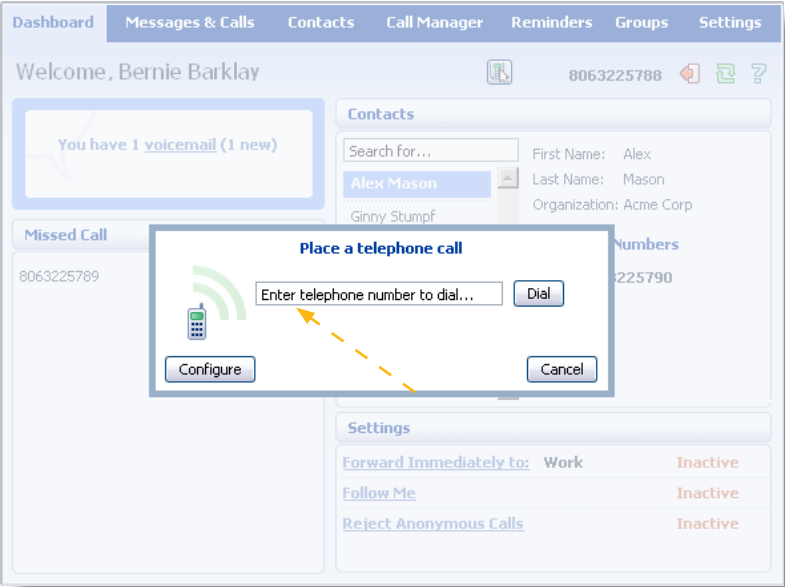 Dashboard Messages & Calls Contacts Call Manager Reminders Groups Settings
Welcome, Bernie Barklay
8063225788
You have 1 voicemail (1 new)
Missed Call
8063225789
Contacts
Search for...
Alex Mason
Ginny Stumpf
First Name: Alex
Last Name: Mason
Organization: Acme Corp
Numbers
225790
Place a telephone call
Enter telephone number to dial...
Dial
Configure
Cancel
Settings
Forward Immediately to: Work Inactive
Follow Me Inactive
Reject Anonymous Calls Inactive